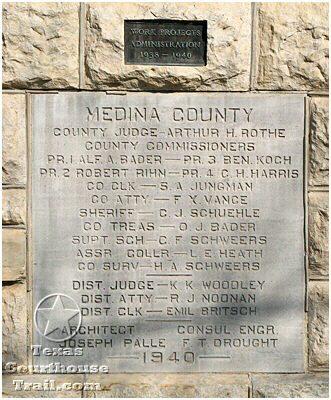 WORK PROJECTS
ADMINISTRATION
1938 - 1940
MEDINA COUNTY
COUNTY JUDGE - ARTHUR H. ROTHE
COUNTY COMMISSIONERS
PR. 1 ALF. A. BADER — PR. 3 BEN. KOCH
PR. 2 ROBERT RIHN — PR. 4 C. H. HARRIS
CO. CLK — S. A. JUNGMAN
CO. ATTY — F. X. VANCE
SHERIFF — C. J. SCHUEHLE
CO. TREAS. — O. J. BADER
SUPT SCH — C. F. SCHWEERS
ASSR. COLLR — L. E. HEATH
CO. SURV — H. A. SCHWEERS
DIST. JUDGE — K. K. WOODLEY
DIST. ATTY — R. J. NOONAN
DIST. CLK — EMIL BRITSCH
ARCHITECT CONSUL ENGR.
JOSEPH PALLE F. T. DROUGHT
— 1940 —
Texas
Courthouse
Trail.com